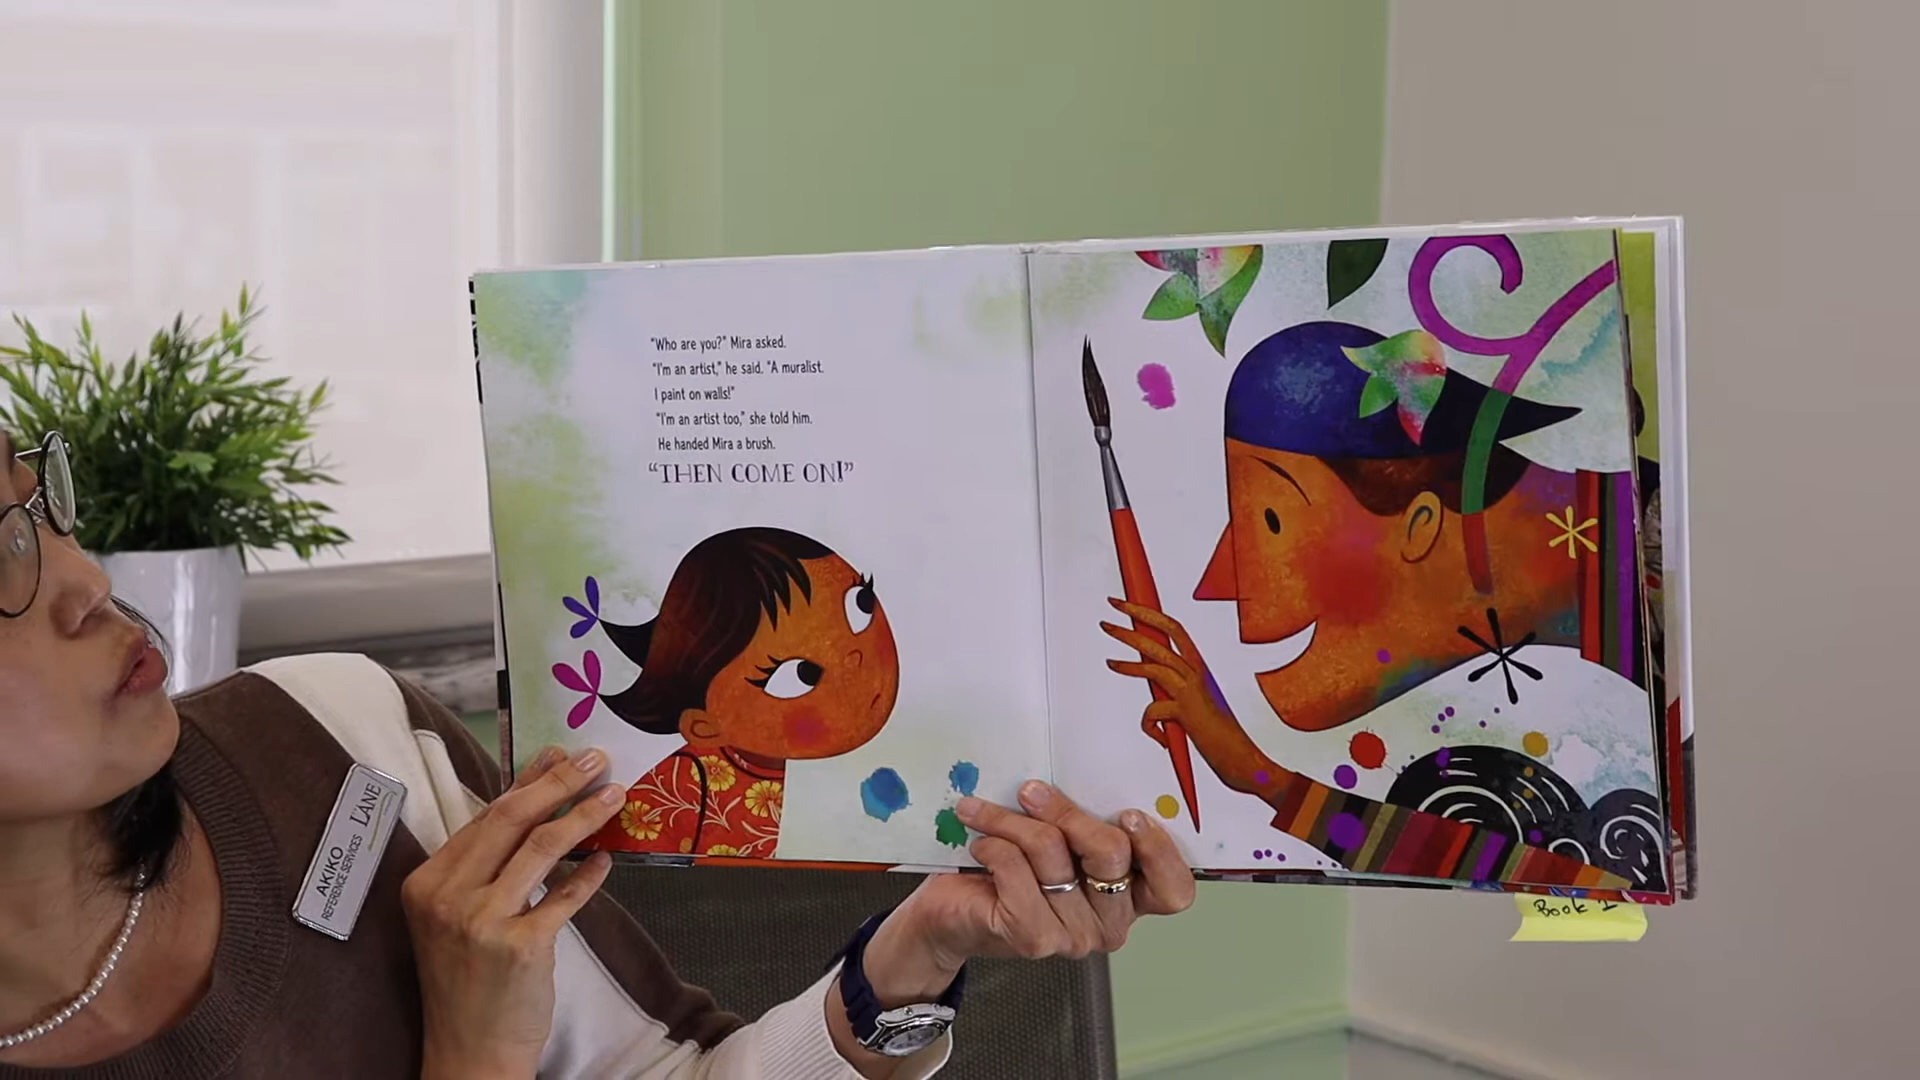 “Who are you?” Mira asked.
“I’m an artist,” he said. “A muralist.
I paint on walls!”
“I’m an artist too,” she told him.
He handed Mira a brush.
“THEN COME ON!”
LANE
AKIKO
REFERENCE SERVICES
Book 1